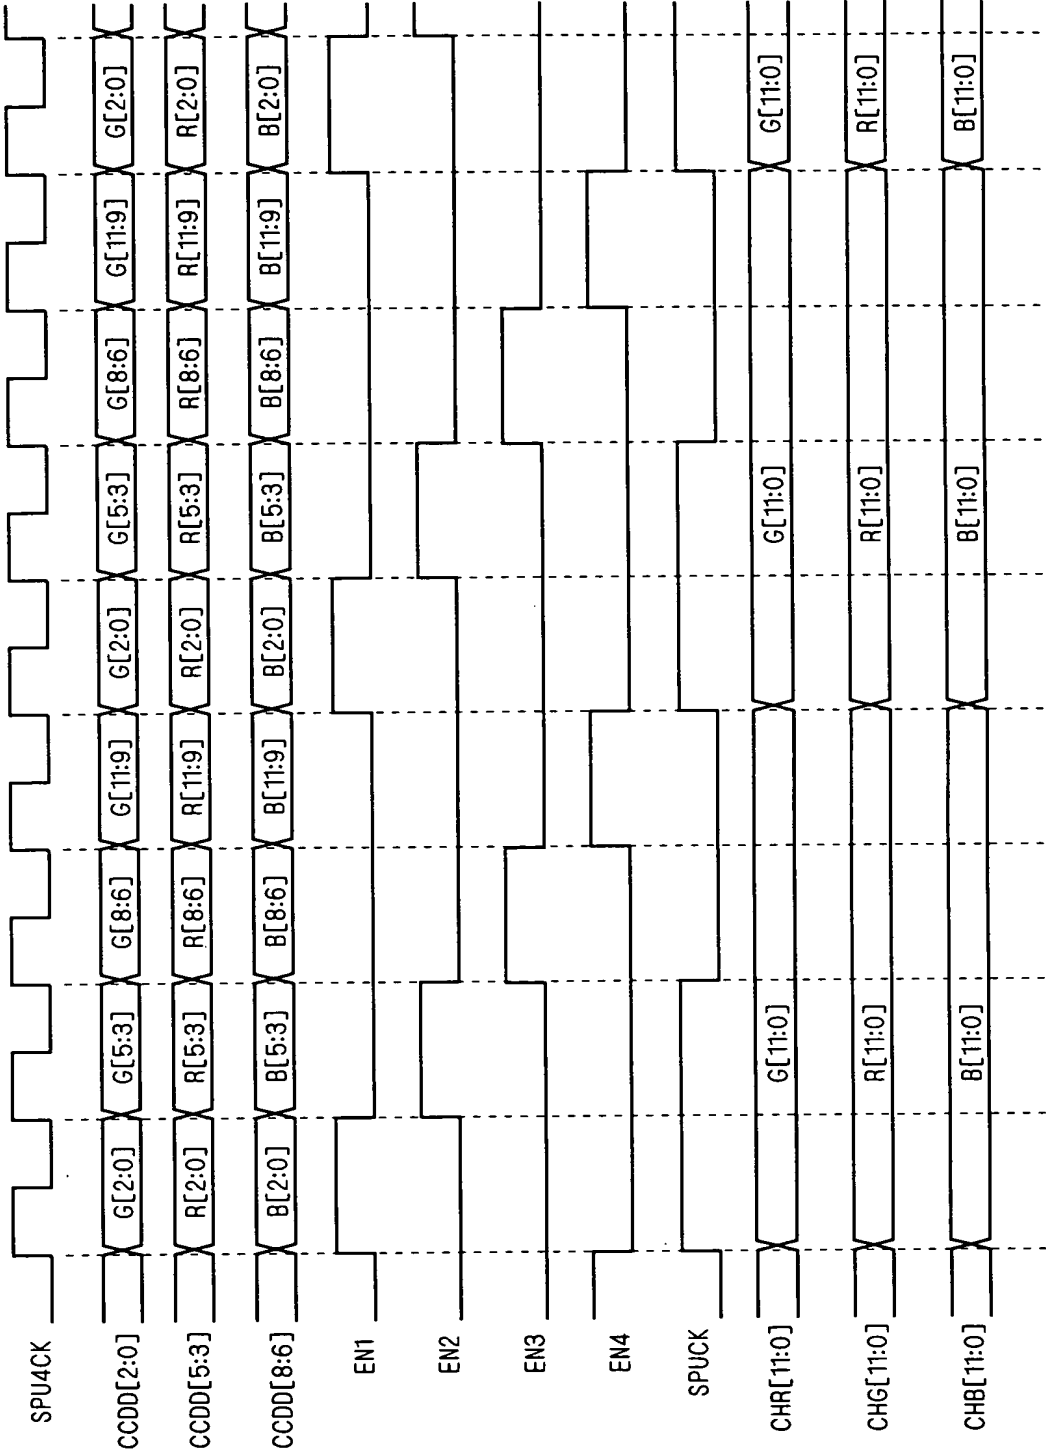 SPU4CK
CCDD[2:0] G[2:0] G[5:3] G[8:6] G[11:9] G[2:0] G[5:3] G[8:6] G[11:9] G[2:0]
CCDD[5:3] R[2:0] R[5:3] R[8:6] R[11:9] R[2:0] R[5:3] R[8:6] R[11:9] R[2:0]
CCDD[8:6] B[2:0] B[5:3] B[8:6] B[11:9] B[2:0] B[5:3] B[8:6] B[11:9] B[2:0]
EN1
EN2
EN3
EN4
SPUCK
CHR[11:0] G[11:0] G[11:0] G[11:0]
CHG[11:0] R[11:0] R[11:0] R[11:0]
CHB[11:0] B[11:0] B[11:0] B[11:0]